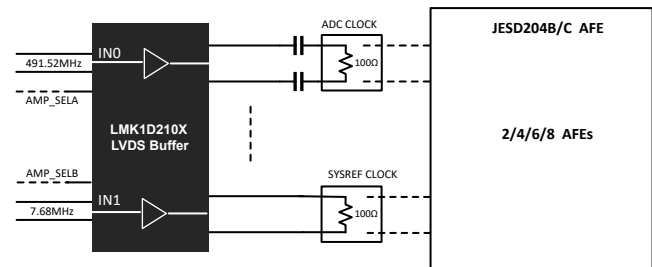 ADC CLOCK
JESD204B/C AFE
IN0
491.52MHz
100Ω
AMP_SELA
LMK1D210X
LVDS Buffer
2/4/6/8 AFEs
AMP_SELB
SYSREF CLOCK
IN1
7.68MHz
100Ω